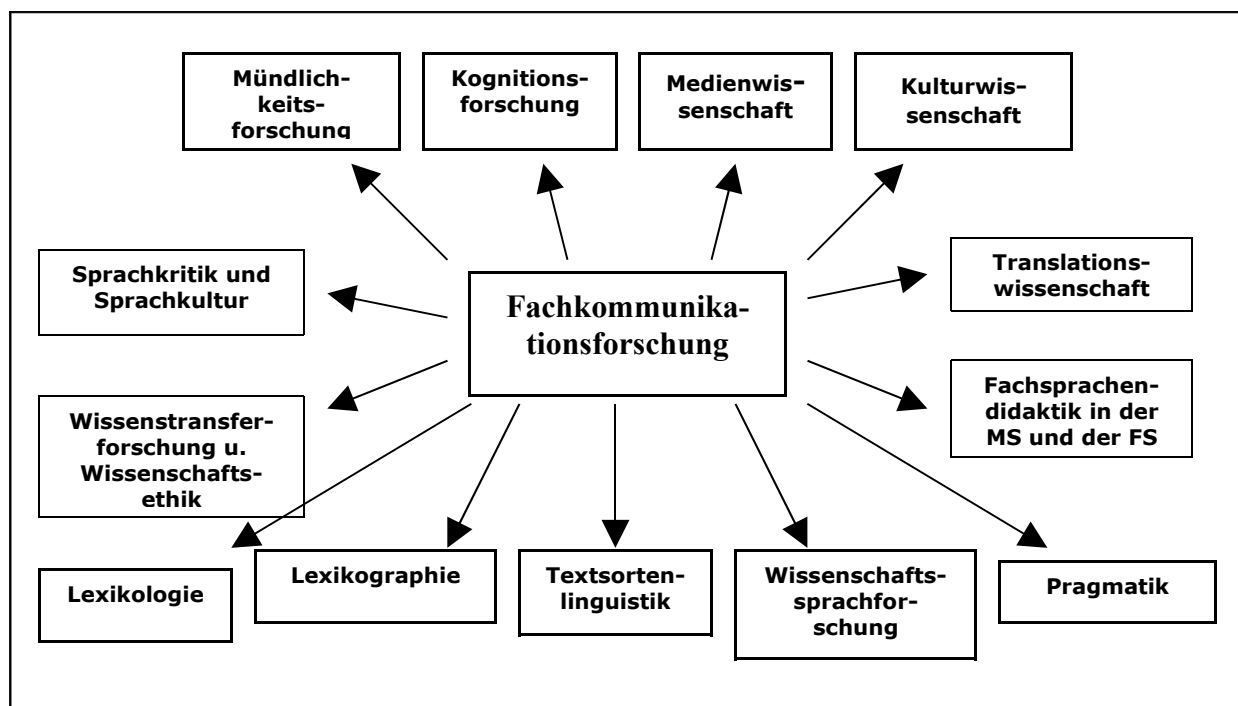 Mündlich-
keits-
forschung
Kognitions-
forschung
Medienwis-
senschaft
Kulturwis-
senschaft
Sprachkritik und
Sprachkultur
Fachkommunika-
tionsforschung
Translations-
wissenschaft
Wissenstransfer-
forschung u.
Wissenschafts-
ethik
Fachsprachen-
didaktik in der
MS und der FS
Lexikologie
Lexikographie
Textsorten-
linguistik
Wissenschafts-
sprachfor-
schung
Pragmatik